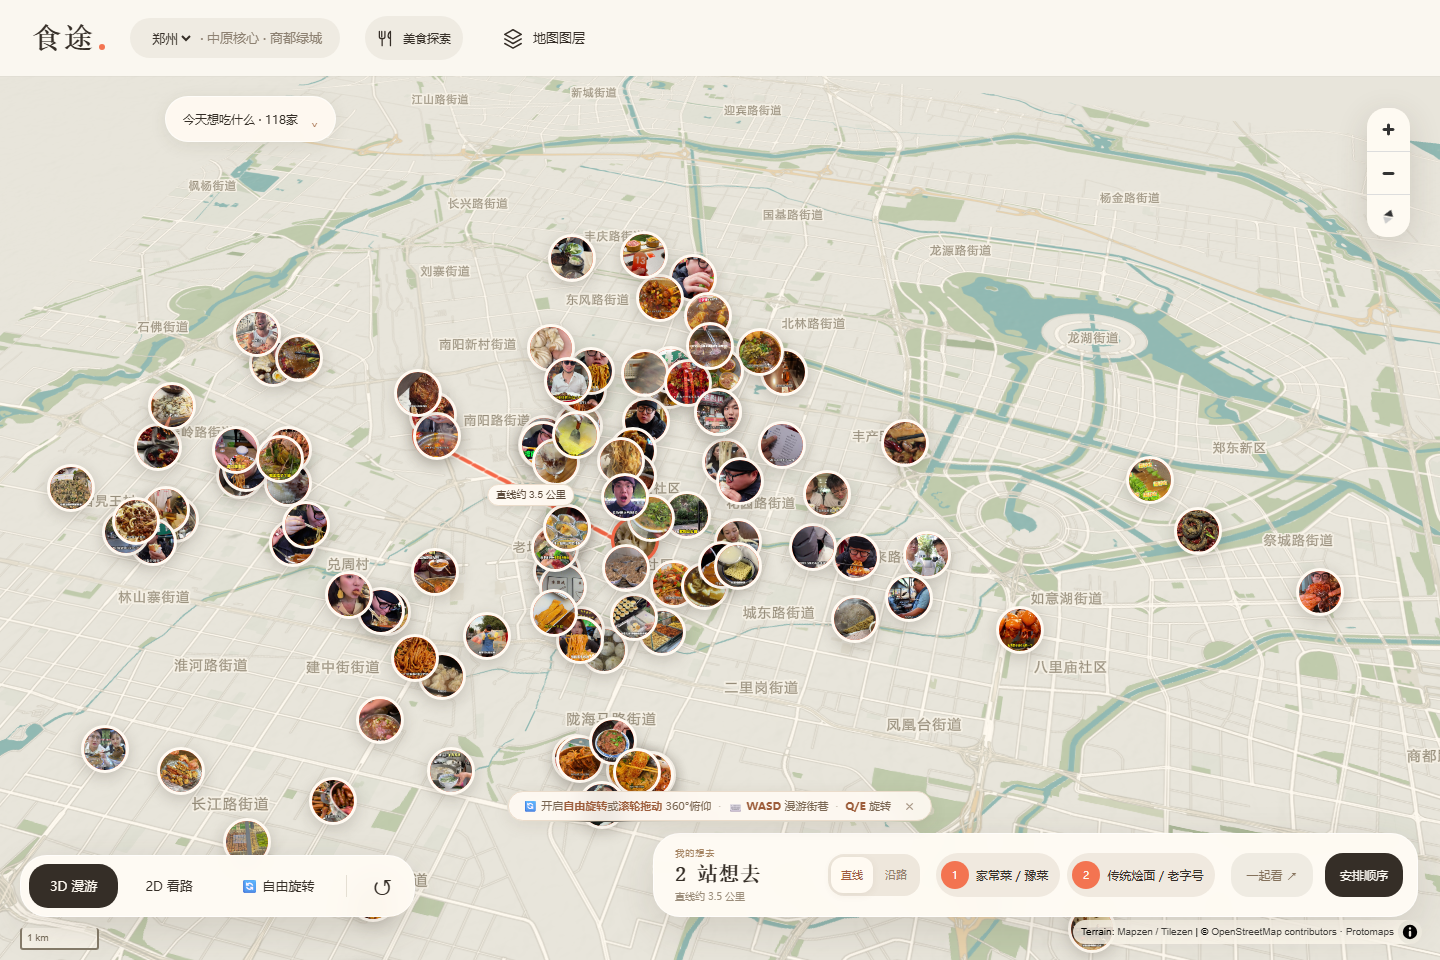 食途.
郑州 · 中原核心 · 商都绿城
美食探索
地图图层
今天想吃什么 · 118家
江山路街道
新城街道
迎宾路街道
枫杨街道
长兴路街道
国基路街道
杨金路街道
刘寨街道
龙源路街道
东风路街道
石佛街道
南阳新村街道
北林路街道
龙湖街道
南阳路街道
郑东新区
直线约 3.5 公里
花园路街道
祭城路街道
兑周村
林山寨街道
城东路街道
如意湖街道
淮河路街道
建中街街道
八里庙社区
二里岗街道
陇海马路街道
凤凰台街道
长江路街道
开启自由旋转或滚轮拖动 360°俯仰 · WASD 漫游街巷 · Q/E 旋转 ×
3D 漫游
2D 看路
自由旋转
我的想去
2 站想去
直线约 3.5 公里
直线
沿路
1 家常菜 / 豫菜
2 传统烩面 / 老字号
一起看 ↗
安排顺序
1 km
Terrain: Mapzen / Tilezen | © OpenStreetMap contributors · Protomaps